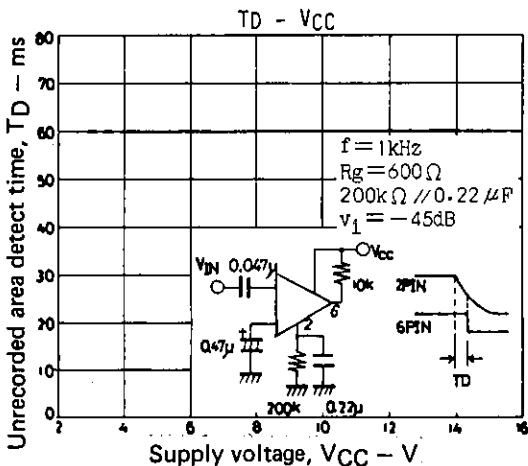 TD - VCC
Unrecorded area detect time, TD — ms
80
70
60
50
40
30
20
10
0
f=1kHz
Rg=600Ω
200kΩ//0.22μF
vi=-45dB
VIN
0.047μ
VCC
10k
6
2
+
0.47μ
200k
0.22μ
2PIN
6PIN
TD
2
4
6
8
10
12
14
16
Supply voltage, VCC — V